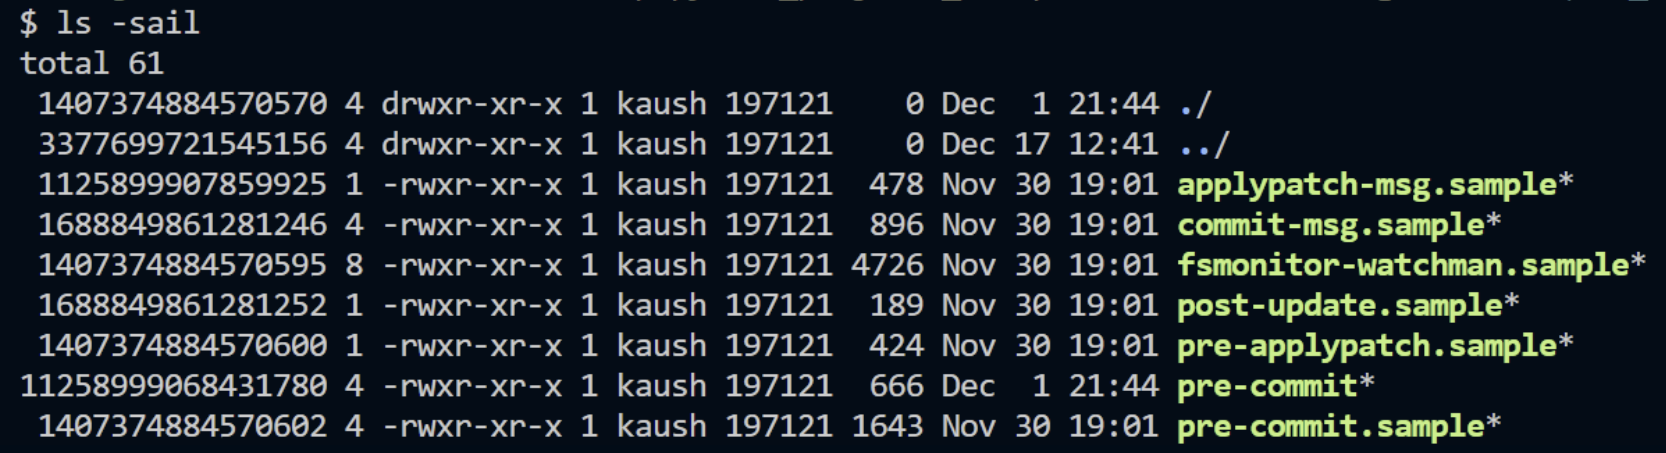 $ ls -sail
total 61
 1407374884570570 4 drwxr-xr-x 1 kaush 197121    0 Dec  1 21:44 ./
 3377699721545156 4 drwxr-xr-x 1 kaush 197121    0 Dec 17 12:41 ../
 1125899907859925 1 -rwxr-xr-x 1 kaush 197121  478 Nov 30 19:01 applypatch-msg.sample*
 1688849861281246 4 -rwxr-xr-x 1 kaush 197121  896 Nov 30 19:01 commit-msg.sample*
 1407374884570595 8 -rwxr-xr-x 1 kaush 197121 4726 Nov 30 19:01 fsmonitor-watchman.sample*
 1688849861281252 1 -rwxr-xr-x 1 kaush 197121  189 Nov 30 19:01 post-update.sample*
 1407374884570600 1 -rwxr-xr-x 1 kaush 197121  424 Nov 30 19:01 pre-applypatch.sample*
11258999068431780 4 -rwxr-xr-x 1 kaush 197121  666 Dec  1 21:44 pre-commit*
 1407374884570602 4 -rwxr-xr-x 1 kaush 197121 1643 Nov 30 19:01 pre-commit.sample*